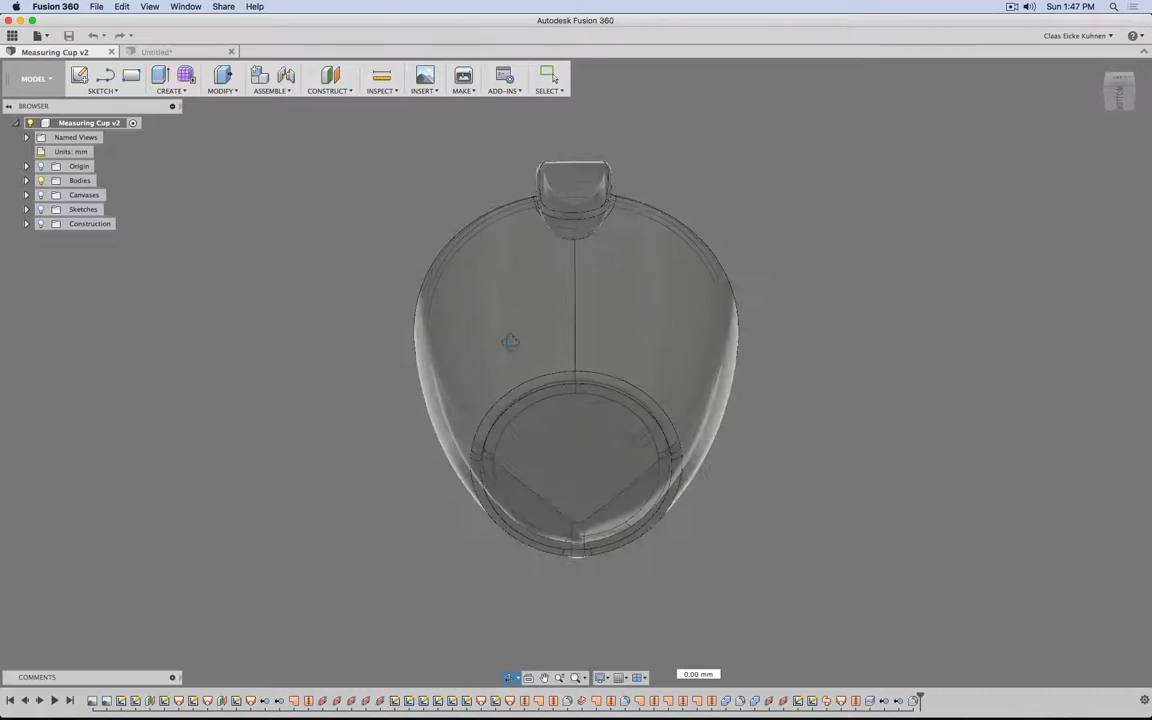 Fusion 360 File Edit View Window Share Help Sun 1:47 PM
Autodesk Fusion 360
Claas Eicke Kuhnen
Measuring Cup v2 Untitled*
MODEL SKETCH CREATE MODIFY ASSEMBLE CONSTRUCT INSPECT INSERT MAKE ADD-INS SELECT
BROWSER
Measuring Cup v2
Named Views
Units: mm
Origin
Bodies
Canvases
Sketches
Construction
BOTTOM
COMMENTS
0.00 mm